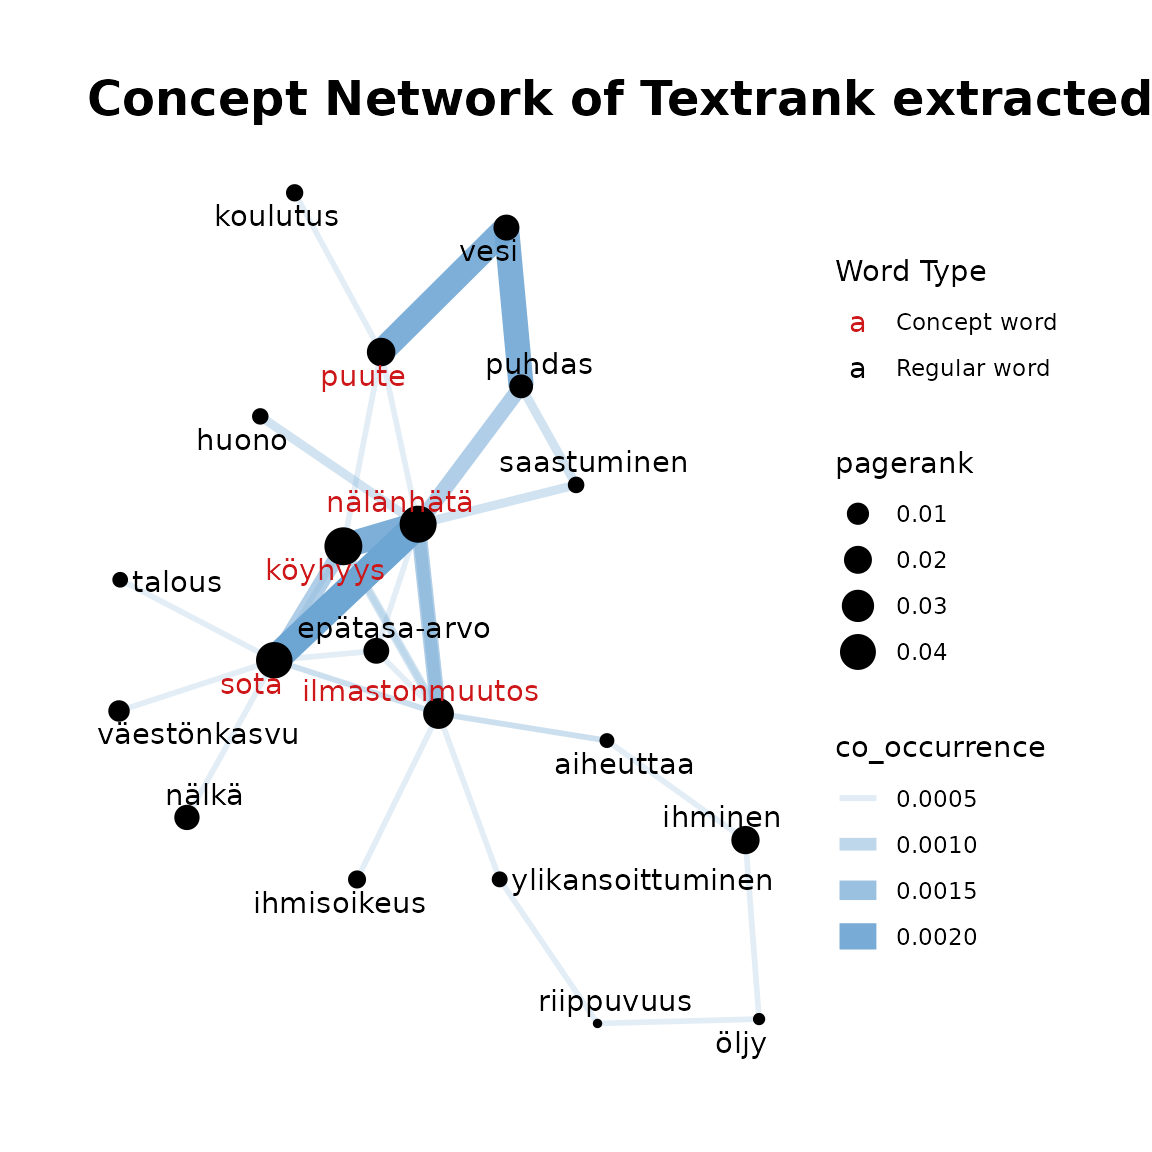 Concept Network of Textrank extracted
koulutus
vesi
puute
puhdas
huono
saastuminen
nälänhätä
köyhyys
talous
epätasa-arvo
sota
ilmastonmuutos
väestönkasvu
aiheuttaa
nälkä
ihminen
ihmisoikeus
ylikansoittuminen
riippuvuus
öljy
Word Type
a Concept word
a Regular word
pagerank
0.01
0.02
0.03
0.04
co_occurrence
0.0005
0.0010
0.0015
0.0020